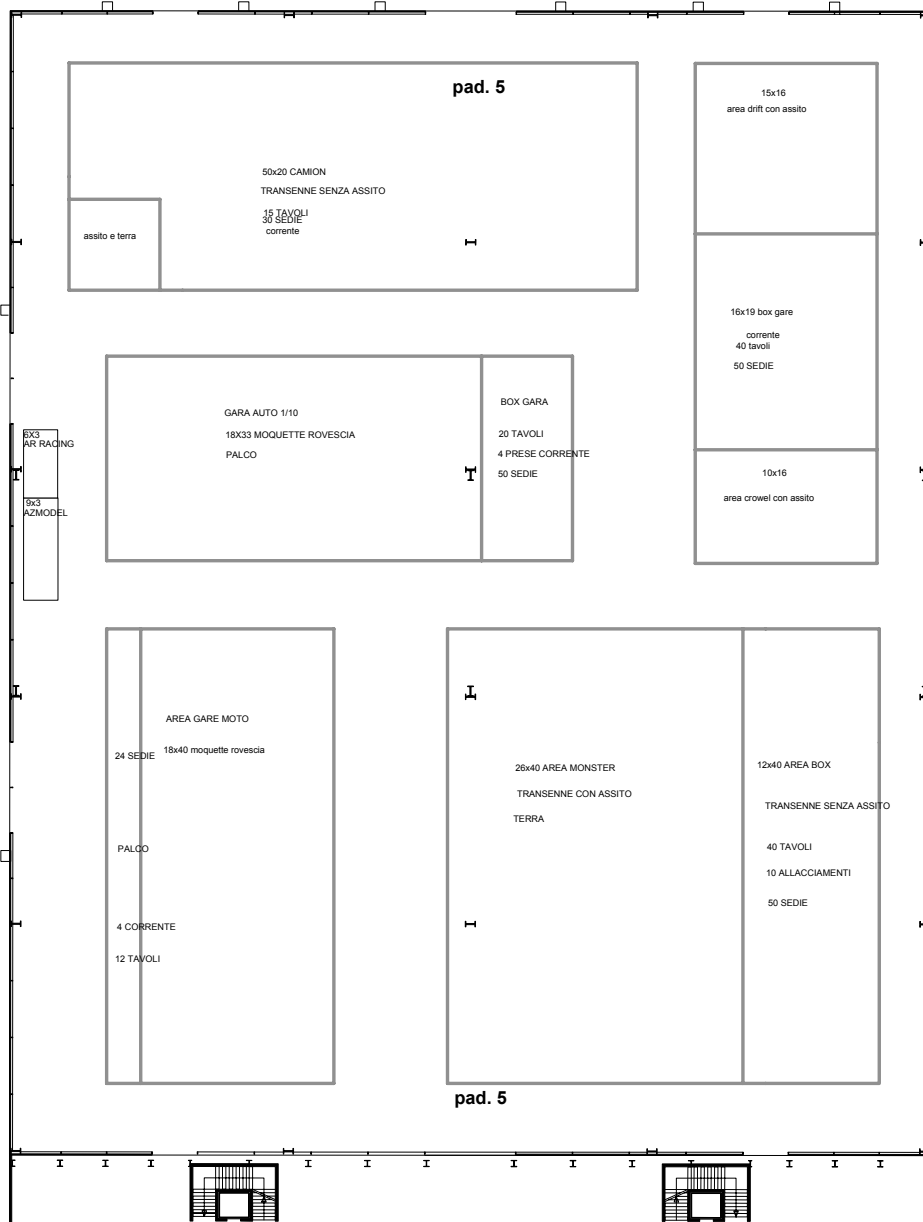 pad. 5
50x20 CAMION
TRANSENNE SENZA ASSITO
15 TAVOLI
30 SEDIE
corrente
assito e terra
15x16
area drift con assito
16x19 box gare
corrente
40 tavoli
50 SEDIE
10x16
area crowel con assito
GARA AUTO 1/10
18X33 MOQUETTE ROVESCIA
PALCO
BOX GARA
20 TAVOLI
4 PRESE CORRENTE
50 SEDIE
6X3
AR RACING
9x3
AZMODEL
AREA GARE MOTO
18x40 moquette rovescia
24 SEDIE
PALCO
4 CORRENTE
12 TAVOLI
26x40 AREA MONSTER
TRANSENNE CON ASSITO
TERRA
12x40 AREA BOX
TRANSENNE SENZA ASSITO
40 TAVOLI
10 ALLACCIAMENTI
50 SEDIE
pad. 5